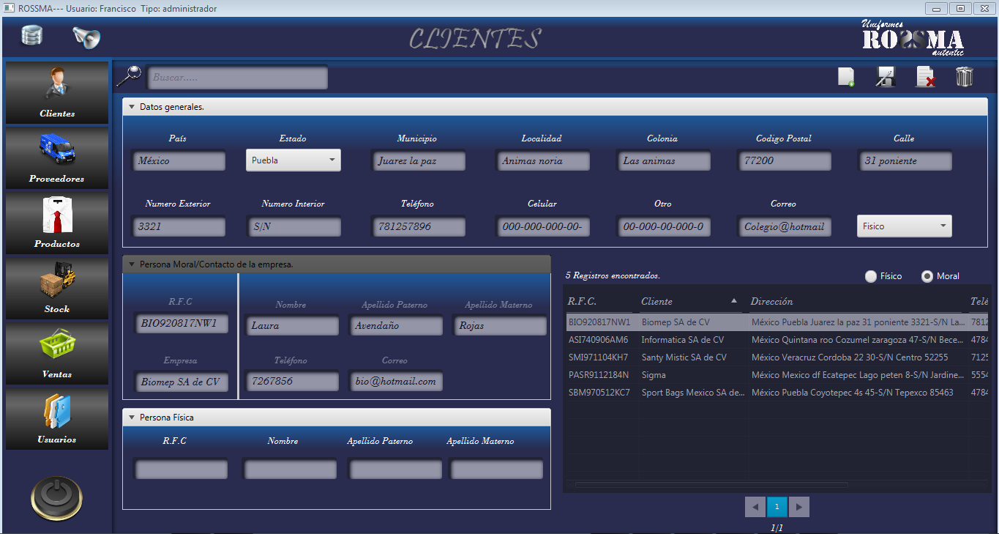 ROSSMA--- Usuario: Francisco Tipo: administrador
CLIENTES
Uniformes
ROSSMA
autentic
Clientes
Proveedores
Productos
Stock
Ventas
Usuarios
Buscar.....
Datos generales.
País Estado Municipio Localidad Colonia Codigo Postal Calle
México Puebla Juarez la paz Animas noria Las animas 77200 31 poniente
Numero Exterior Numero Interior Teléfono Celular Otro Correo
3321 S/N 781257896 000-000-000-00- 00-00-00-000-0 Colegio@hotmail Fisico
Persona Moral/Contacto de la empresa.
R.F.C Nombre Apellido Paterno Apellido Materno
BIO920817NW1 Laura Avendaño Rojas
Empresa Teléfono Correo
Biomep SA de CV 7267856 bio@hotmail.com
Persona Física
R.F.C Nombre Apellido Paterno Apellido Materno
5 Registros encontrados. Físico Moral
R.F.C. Cliente Dirección Telé
BIO920817NW1 Biomep SA de CV México Puebla Juarez la paz 31 poniente 3321-S/N La... 7812
ASI740906AM6 Informatica SA de CV México Quintana roo Cozumel zaragoza 47-S/N Bece... 4784
SMI971104KH7 Santy Mistic SA de CV México Veracruz Cordoba 22 30-S/N Centro 52255 7125
PASR9112184N Sigma México Mexico df Ecatepec Lago peten 8-S/N Jardine... 5554
SBM970512KC7 Sport Bags Mexico SA de... México Puebla Coyotepec 4s 45-S/N Tepexco 85463 4784
1
1/1